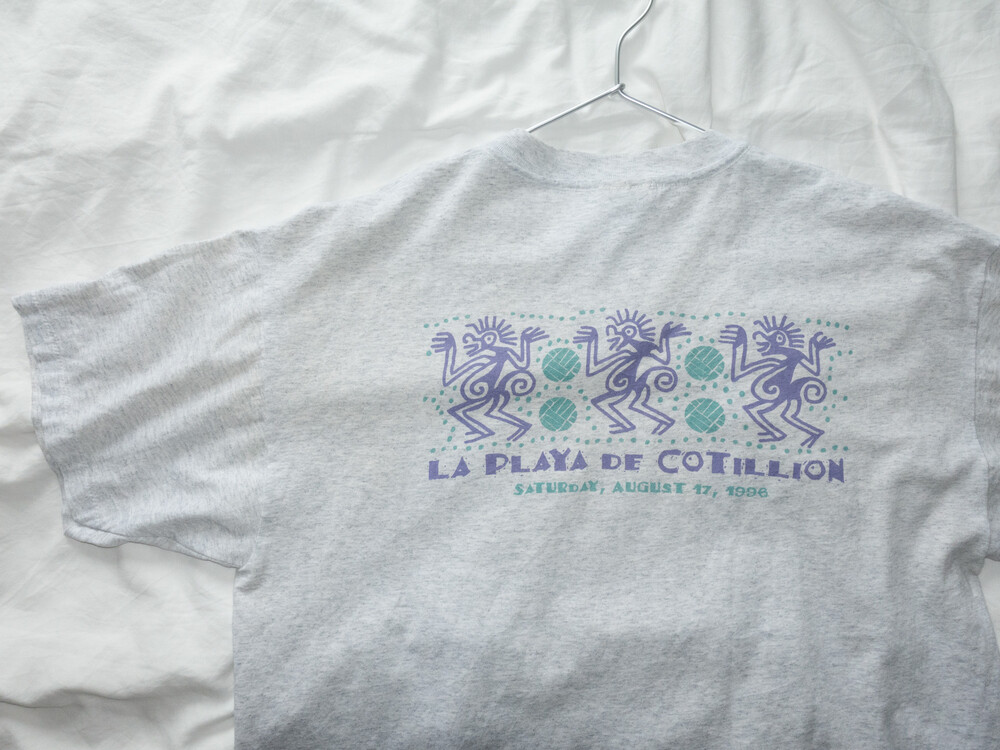 LA PLAYA DE COTILLION
SATURDAY, AUGUST 17, 1996